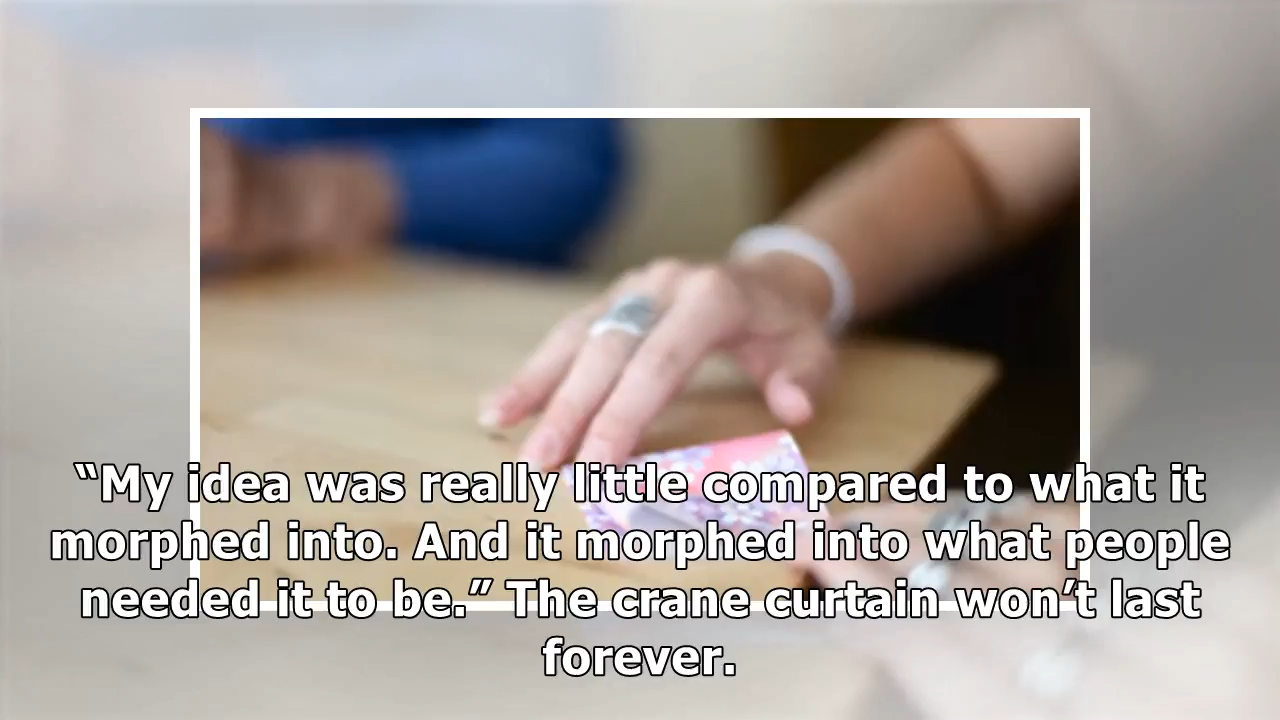 “My idea was really little compared to what it
morphed into. And it morphed into what people
needed it to be.” The crane curtain won’t last
forever.